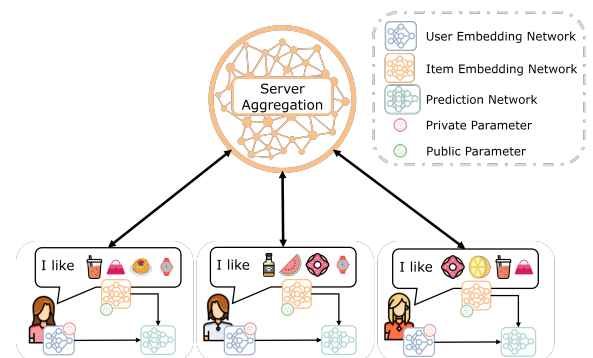 Server
Aggregation
User Embedding Network
Item Embedding Network
Prediction Network
Private Parameter
Public Parameter
I like
I like
I like